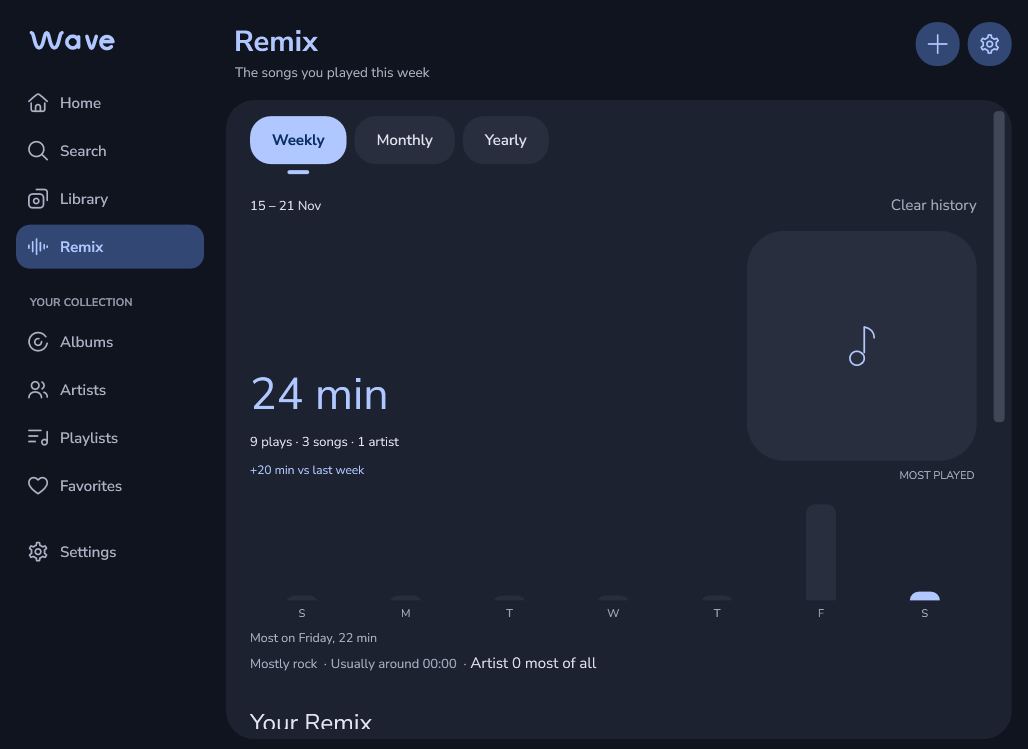 Wave
Home
Search
Library
Remix
YOUR COLLECTION
Albums
Artists
Playlists
Favorites
Settings
Remix
The songs you played this week
Weekly Monthly Yearly
15 – 21 Nov Clear history
24 min
9 plays · 3 songs · 1 artist
+20 min vs last week
MOST PLAYED
S M T W T F S
Most on Friday, 22 min
Mostly rock · Usually around 00:00 · Artist 0 most of all
Your Remix